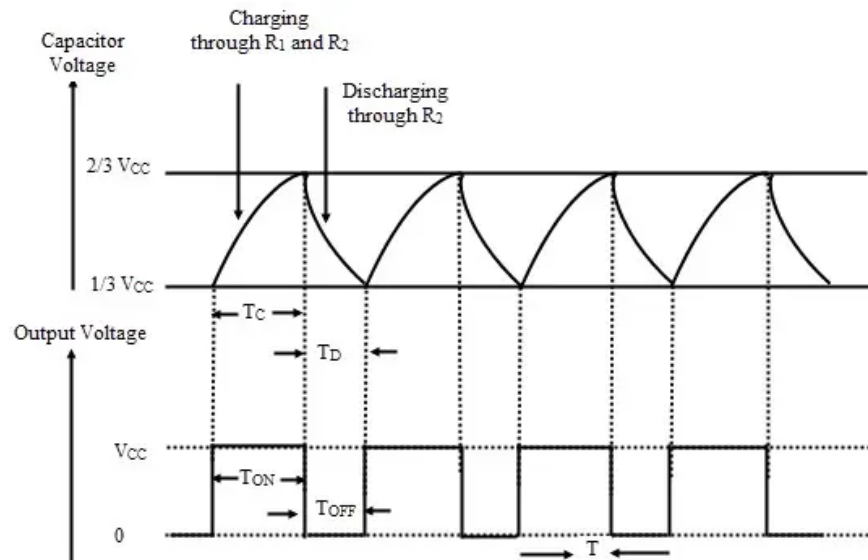 Charging
through R1 and R2
Capacitor
Voltage
Discharging
through R2
2/3 VCC
1/3 VCC
TC
Output Voltage
TD
VCC
TON
TOFF
0
T